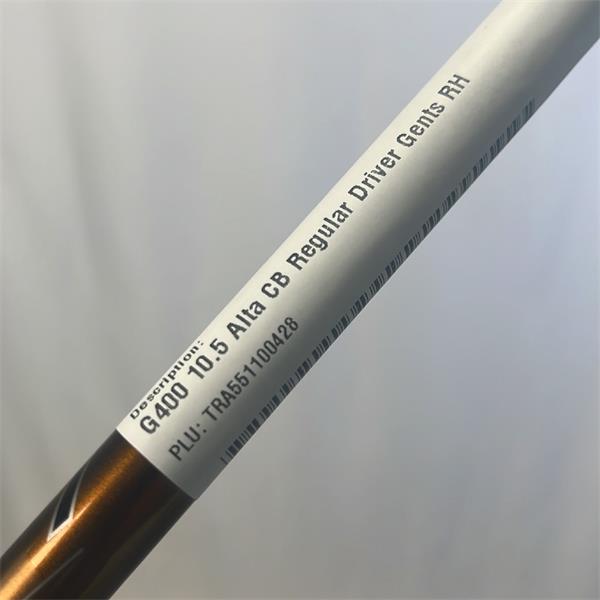 Description:
G400 10.5 Alta CB Regular Driver Gents RH
PLU: TRA551100428